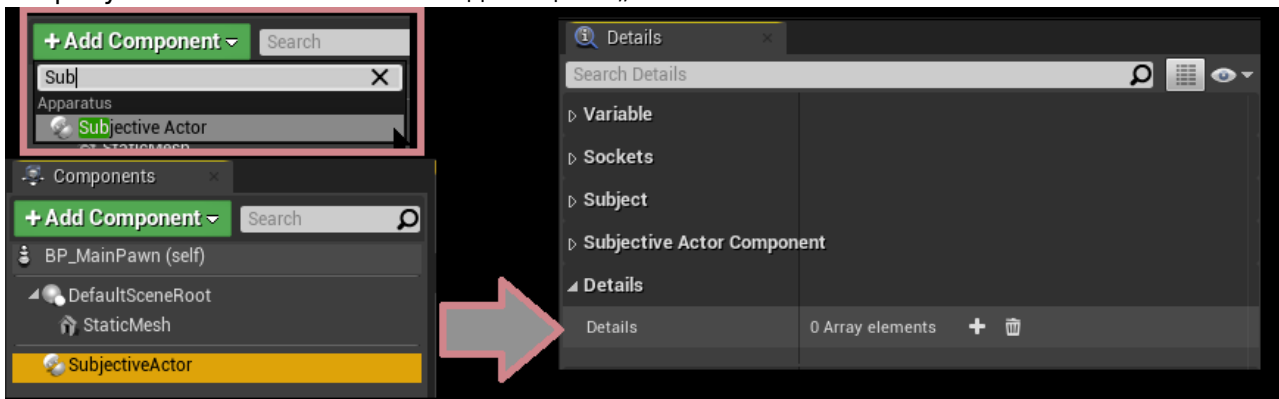 + Add Component
Search
Sub
Apparatus
Subjective Actor
StaticMesh
Components
+ Add Component
Search
BP_MainPawn (self)
DefaultSceneRoot
StaticMesh
SubjectiveActor
Details
Search Details
Variable
Sockets
Subject
Subjective Actor Component
Details
Details 0 Array elements